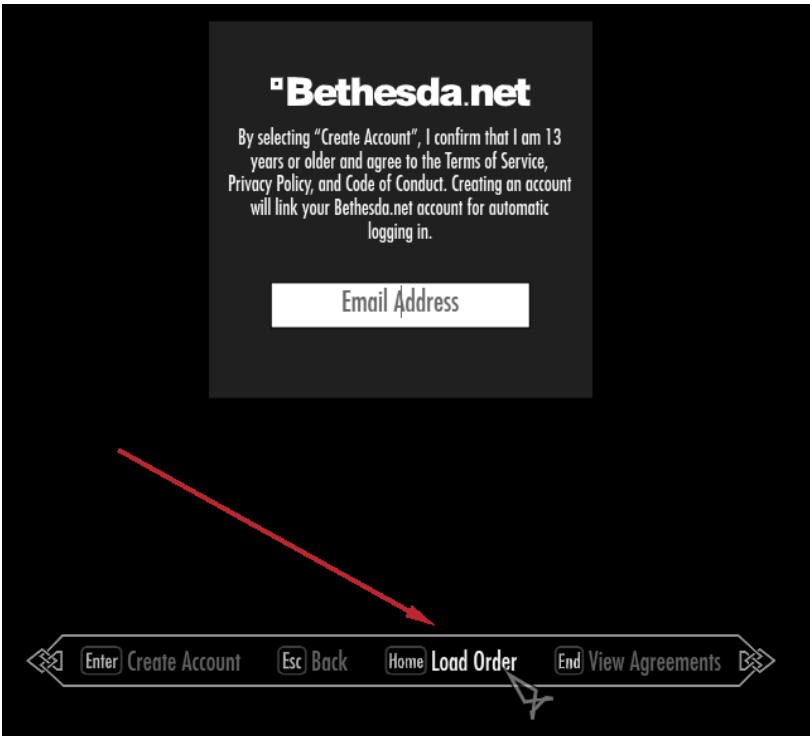 Bethesda.net
By selecting “Create Account”, I confirm that I am 13
years or older and agree to the Terms of Service,
Privacy Policy, and Code of Conduct. Creating an account
will link your Bethesda.net account for automatic
logging in.
Email Address
Enter Create Account Esc Back Home Load Order End View Agreements